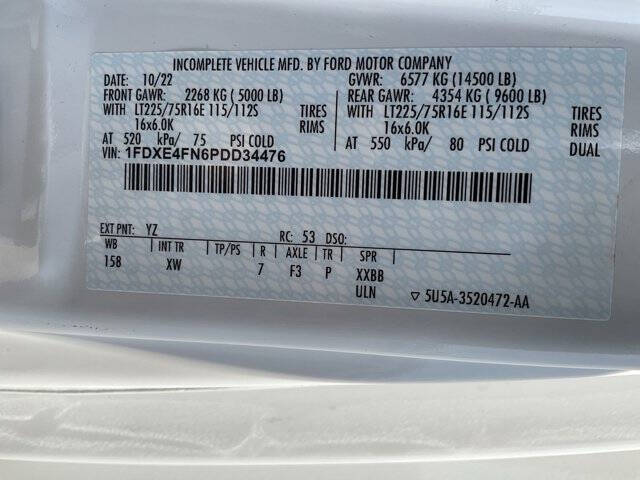 INCOMPLETE VEHICLE MFD. BY FORD MOTOR COMPANY
DATE: 10/22 GVWR: 6577 KG (14500 LB)
FRONT GAWR: 2268 KG ( 5000 LB) REAR GAWR: 4354 KG ( 9600 LB)
WITH LT225/75R16E 115/112S TIRES WITH LT225/75R16E 115/112S TIRES
16x6.0K RIMS 16x6.0K RIMS
AT 520 kPa/ 75 PSI COLD AT 550 kPa/ 80 PSI COLD DUAL
VIN: 1FDXE4FN6PDD34476
EXT PNT: YZ RC: 53 DSO:
WB INT TR TP/PS R AXLE TR SPR
158 XW 7 F3 P XXBB
ULN ▽ 5U5A-3520472-AA